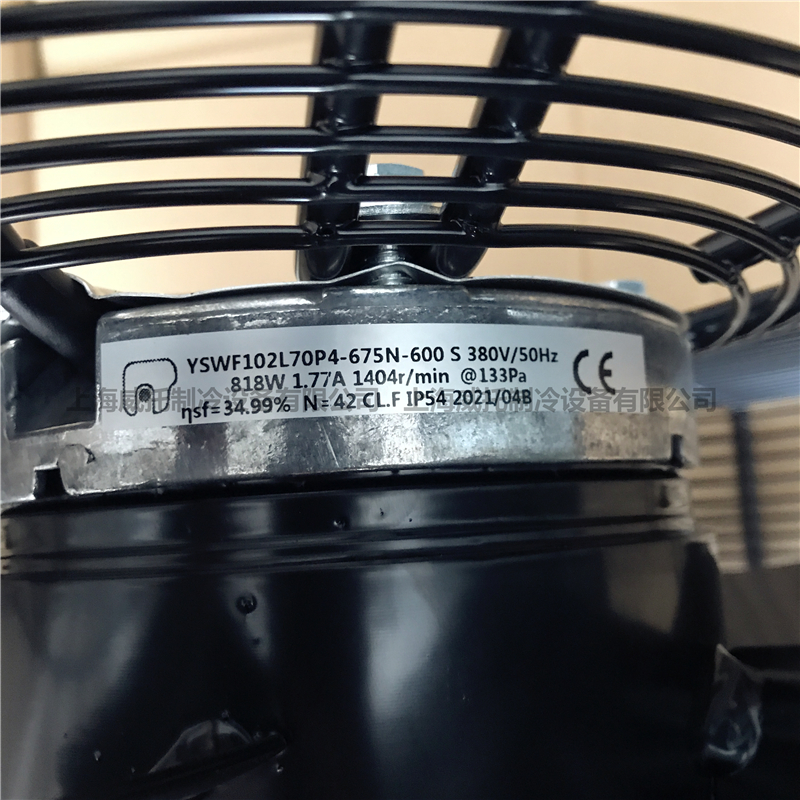 YSWF102L70P4-675N-600 S 380V/50Hz
818W 1.77A 1404r/min @133Pa
ηsf=34.99% N=42 CL.F IP54 2021/04B
CE